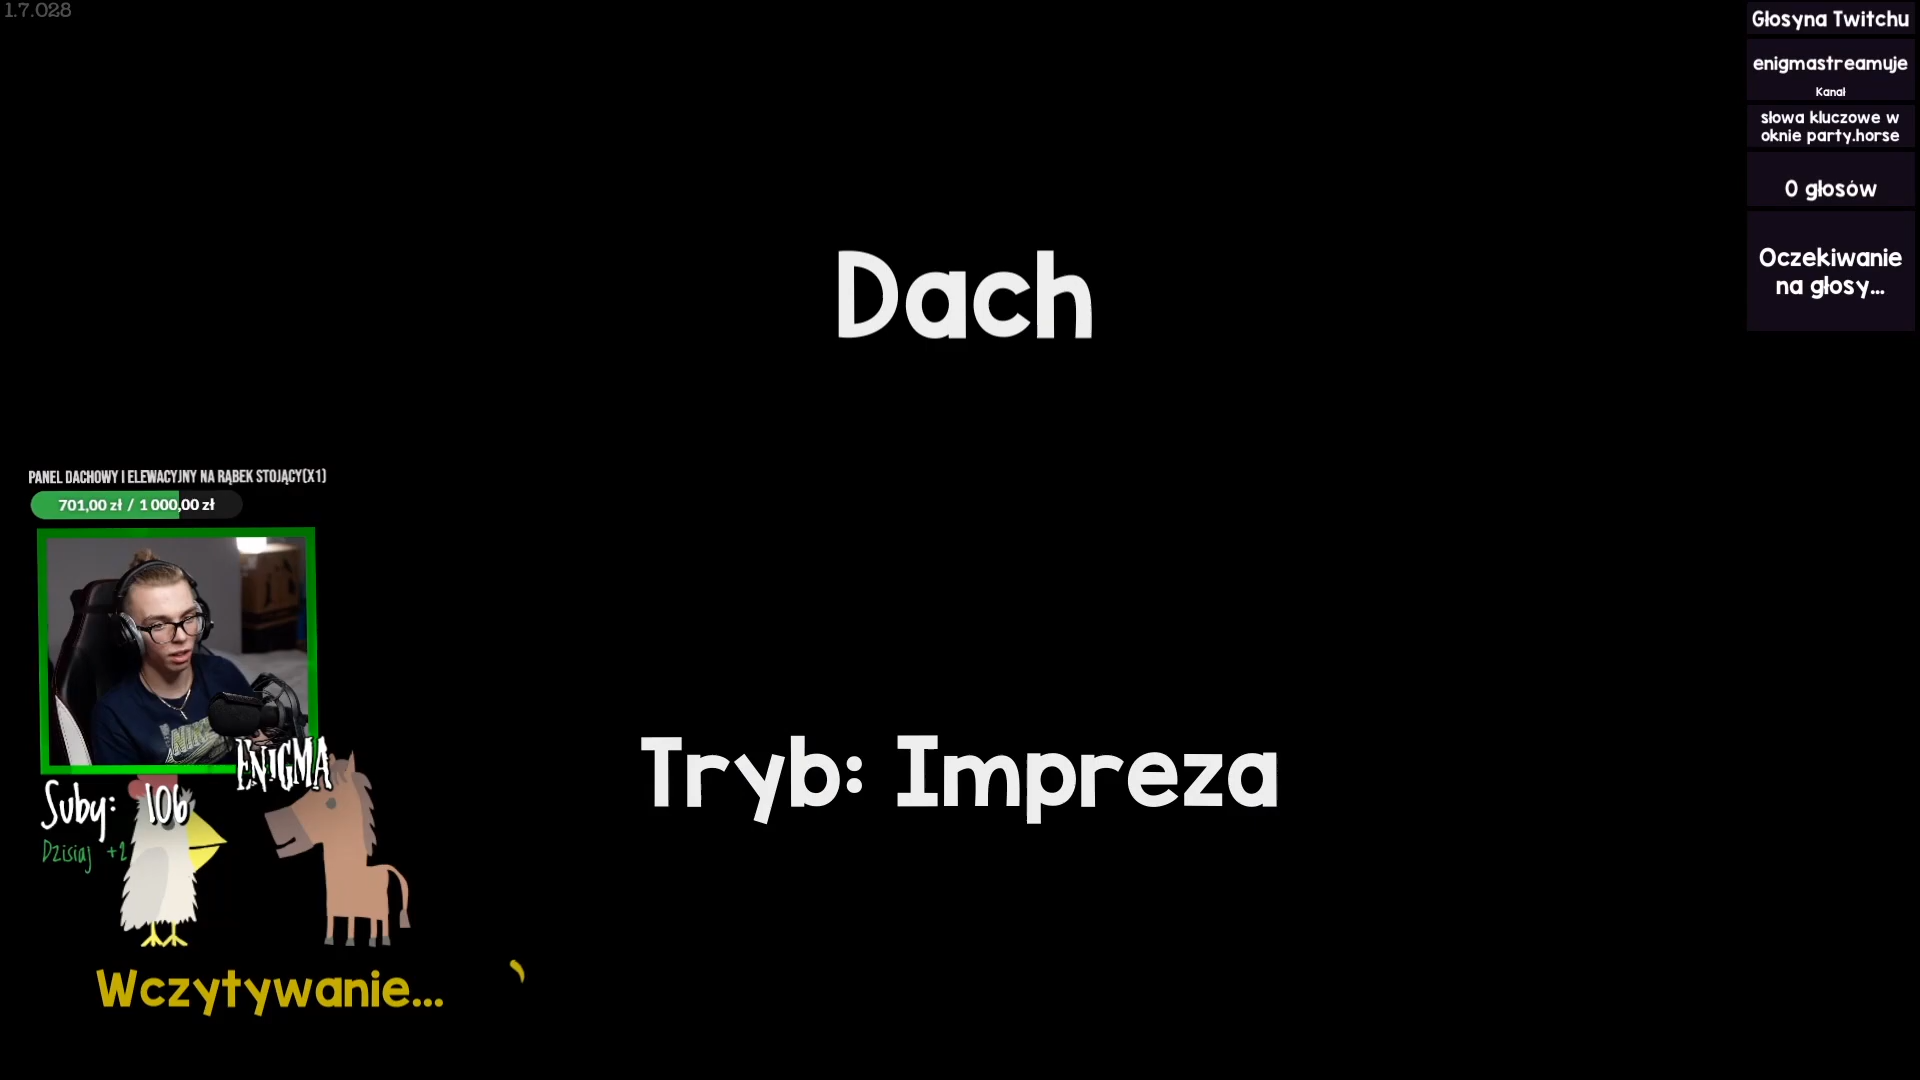 1.7.028
Głosyna Twitchu
enigmastreamuje
Kanał
słowa kluczowe w
oknie party.horse
0 głosów
Oczekiwanie
na głosy...
Dach
PANEL DACHOWY I ELEWACYJNY NA RĄBEK STOJĄCY(X1)
701,00 zł / 1 000,00 zł
NIKE
ENIGMA
Suby: 106
Dzisiaj +2
Tryb: Impreza
Wczytywanie...